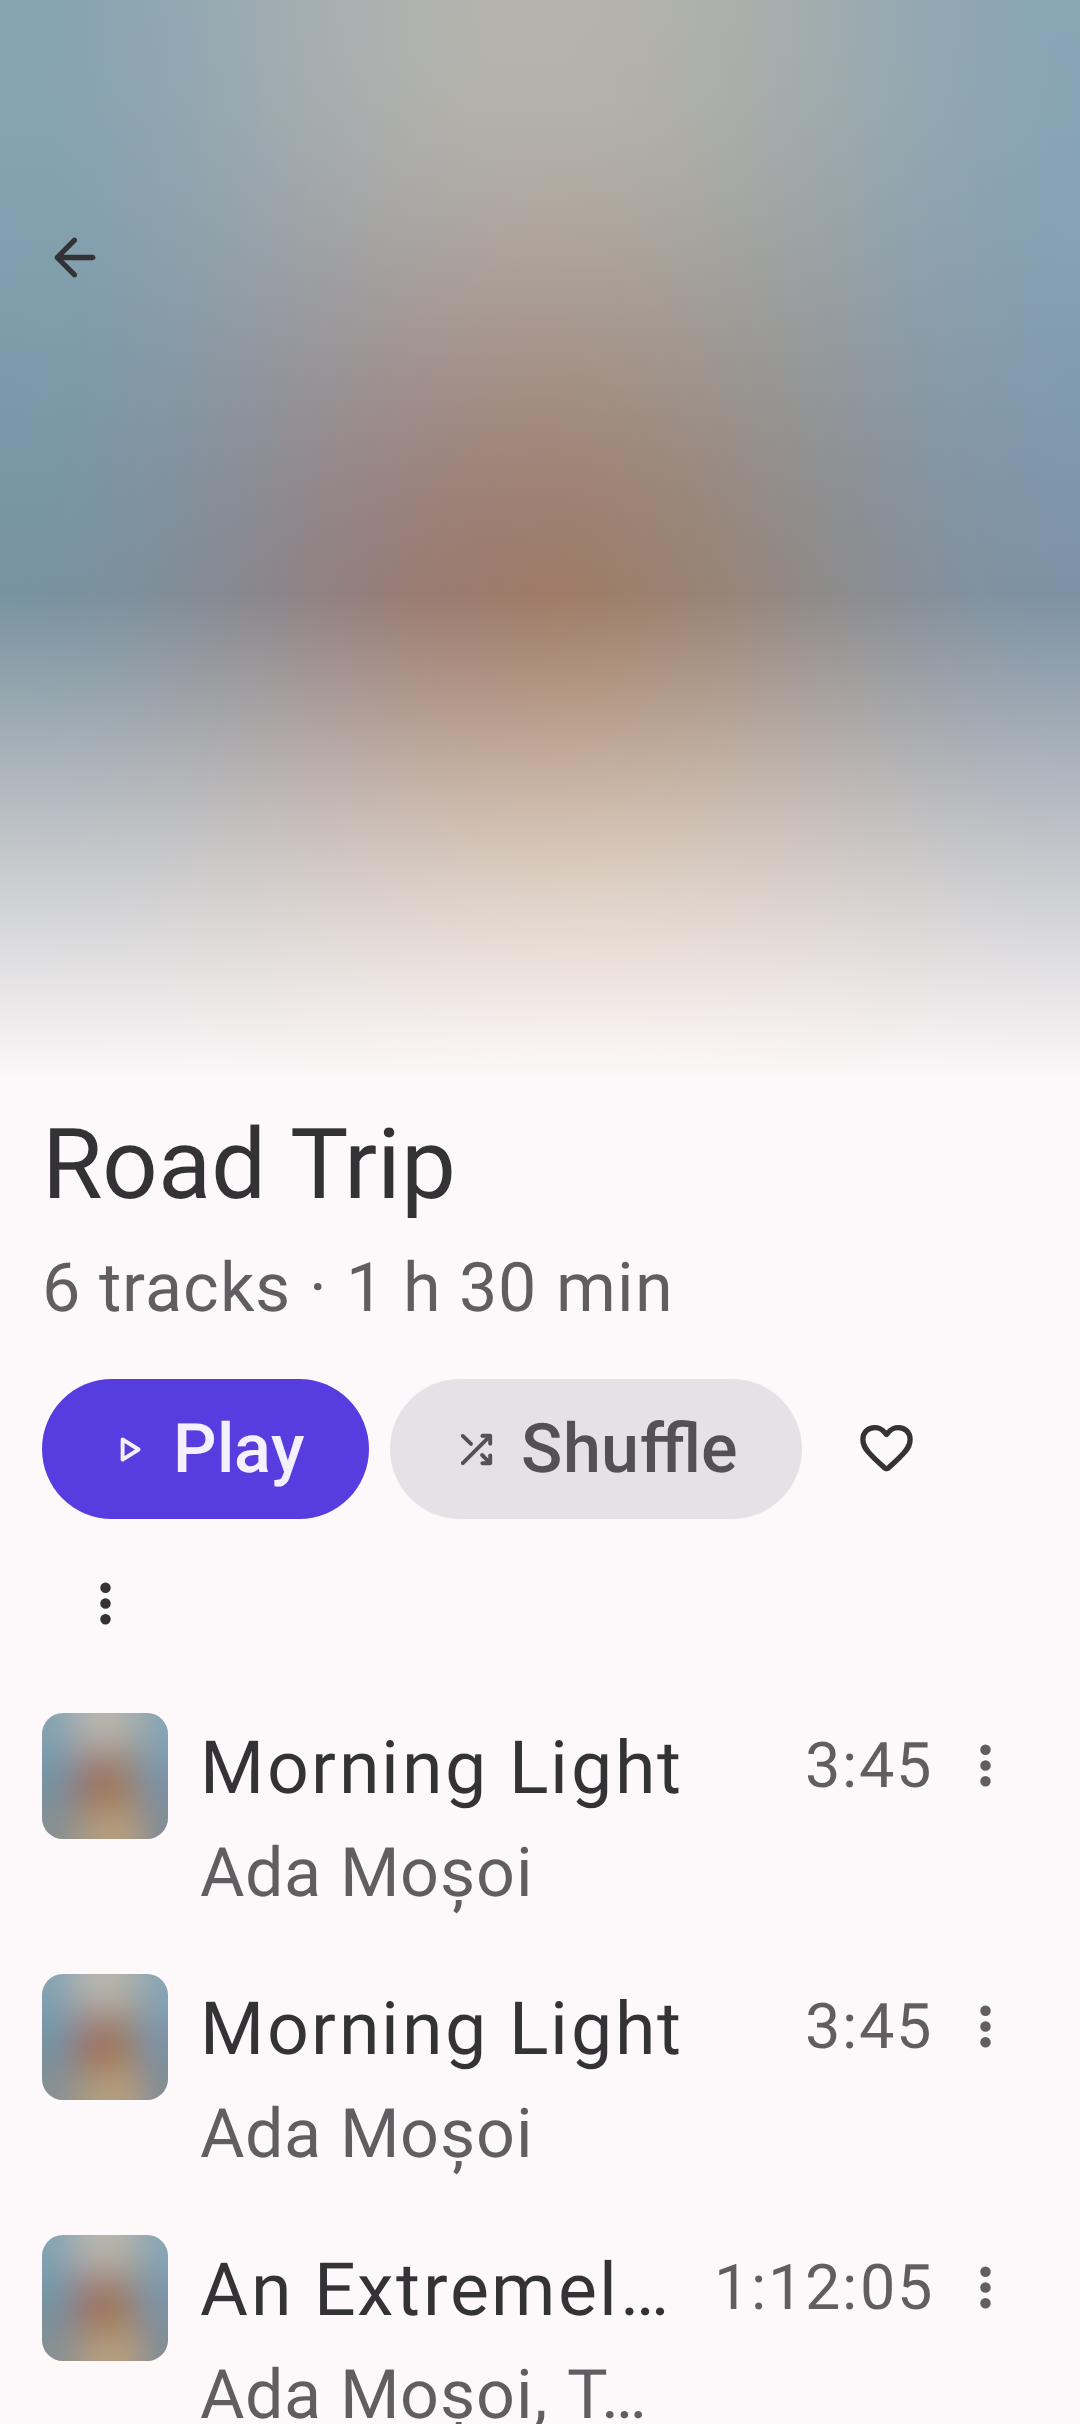 Road Trip
6 tracks · 1 h 30 min
Play
Shuffle
Morning Light
3:45
Ada Moșoi
Morning Light
3:45
Ada Moșoi
An Extremel…
1:12:05
Ada Moșoi, T…